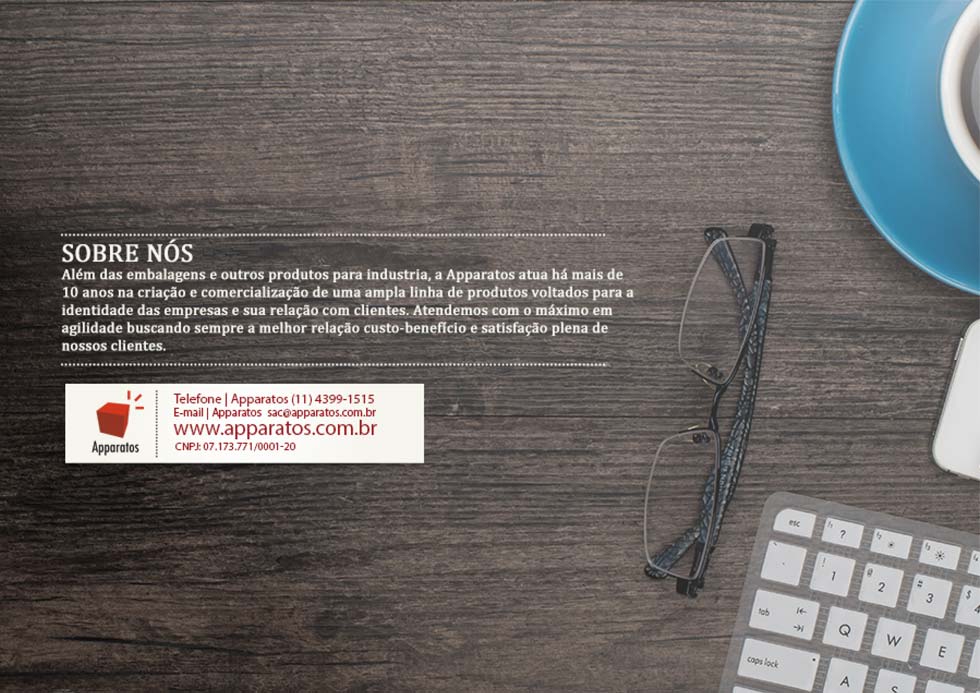 SOBRE NÓS
Além das embalagens e outros produtos para industria, a Apparatos atua há mais de
10 anos na criação e comercialização de uma ampla linha de produtos voltados para a
identidade das empresas e sua relação com clientes. Atendemos com o máximo em
agilidade buscando sempre a melhor relação custo-benefício e satisfação plena de
nossos clientes.
Apparatos
Telefone | Apparatos (11) 4399-1515
E-mail | Apparatos sac@apparatos.com.br
www.apparatos.com.br
CNPJ: 07.173.771/0001-20
esc f1 ? f2 f3
` ! 1 @ 2 # 3 $ 4
tab Q W E
caps lock A S